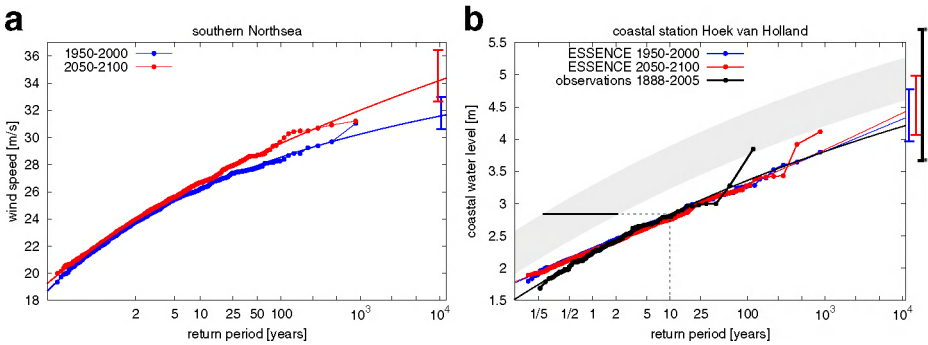 a
southern Northsea
1950-2000
2050-2100
wind speed [m/s]
36
34
32
30
28
26
24
22
20
18
2 5 10 25 50 100 10³ 10⁴
return period [years]
b
coastal station Hoek van Holland
ESSENCE 1950-2000
ESSENCE 2050-2100
observations 1888-2005
coastal water level [m]
5.5
5
4.5
4
3.5
3
2.5
2
1.5
1/5 1/2 1 2 5 10 25 100 10³ 10⁴
return period [years]